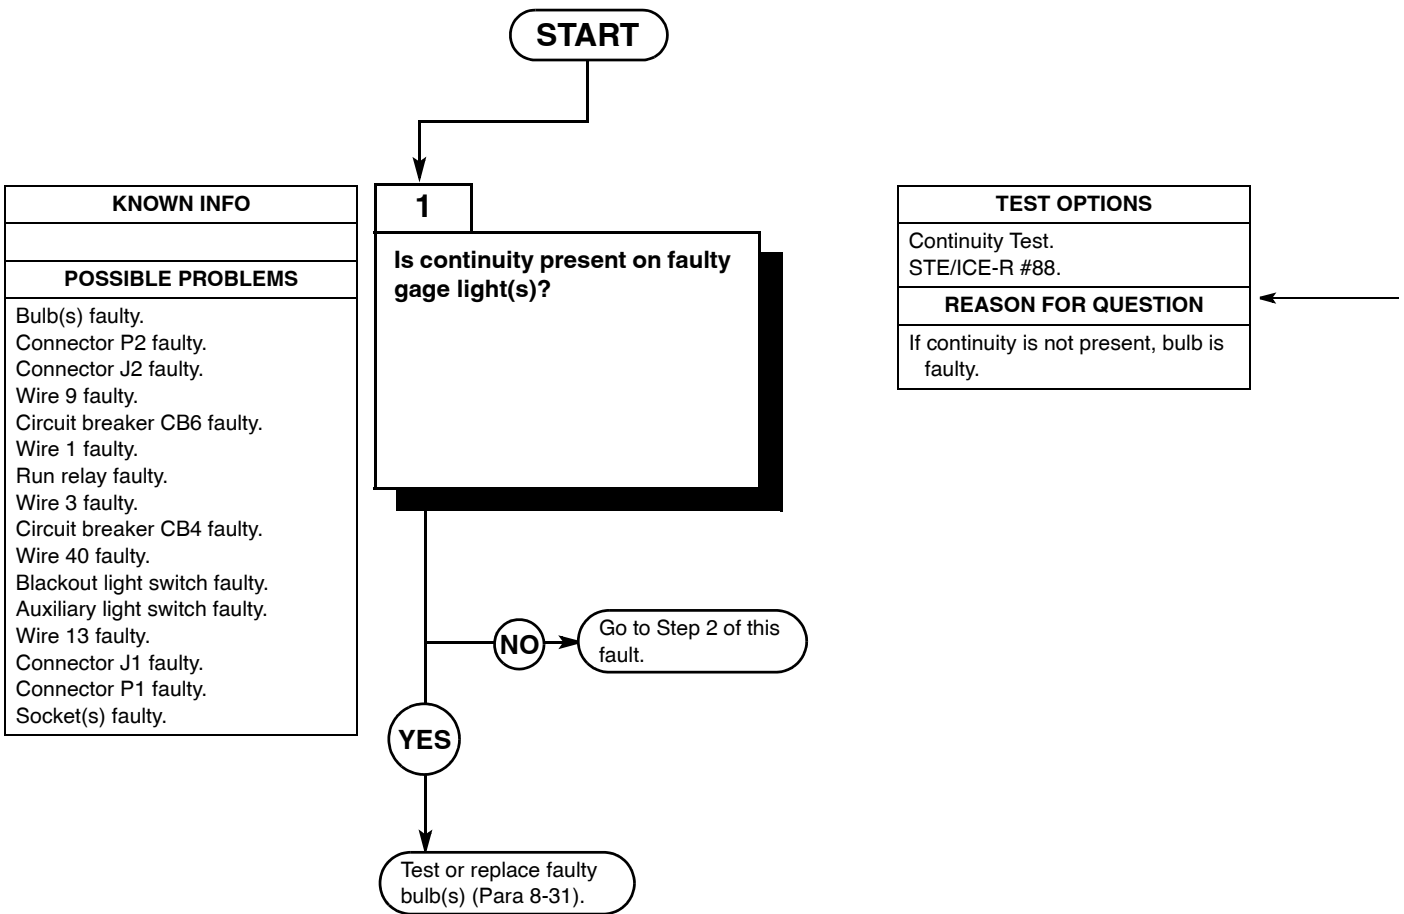 START
KNOWN INFO
POSSIBLE PROBLEMS
Bulb(s) faulty.
Connector P2 faulty.
Connector J2 faulty.
Wire 9 faulty.
Circuit breaker CB6 faulty.
Wire 1 faulty.
Run relay faulty.
Wire 3 faulty.
Circuit breaker CB4 faulty.
Wire 40 faulty.
Blackout light switch faulty.
Auxiliary light switch faulty.
Wire 13 faulty.
Connector J1 faulty.
Connector P1 faulty.
Socket(s) faulty.
1
Is continuity present on faulty
gage light(s)?
TEST OPTIONS
Continuity Test.
STE/ICE-R #88.
REASON FOR QUESTION
If continuity is not present, bulb is
faulty.
NO
Go to Step 2 of this
fault.
YES
Test or replace faulty
bulb(s) (Para 8-31).